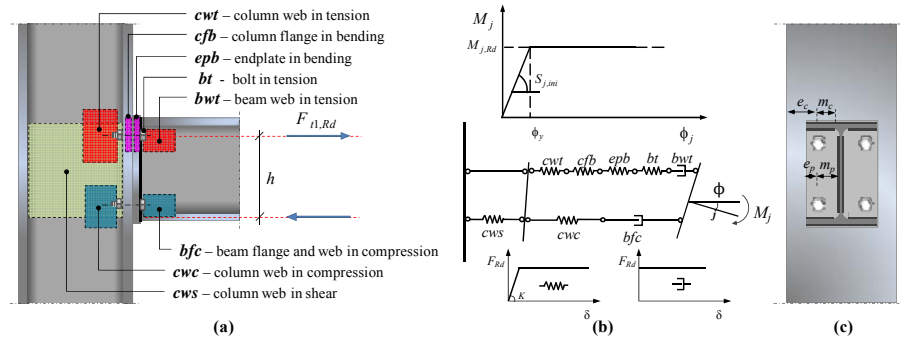 cwt – column web in tension
cfb – column flange in bending
epb – endplate in bending
bt - bolt in tension
bwt – beam web in tension
F t1,Rd
h
bfc – beam flange and web in compression
cwc – column web in compression
cws – column web in shear
(a)
M j
M j,Rd
S j,ini
ϕ y
ϕ j
cwt cfb epb bt bwt
ϕ j
M j
cws cwc bfc
F Rd
K
δ
F Rd
δ
(b)
e c m c
e p m p
(c)